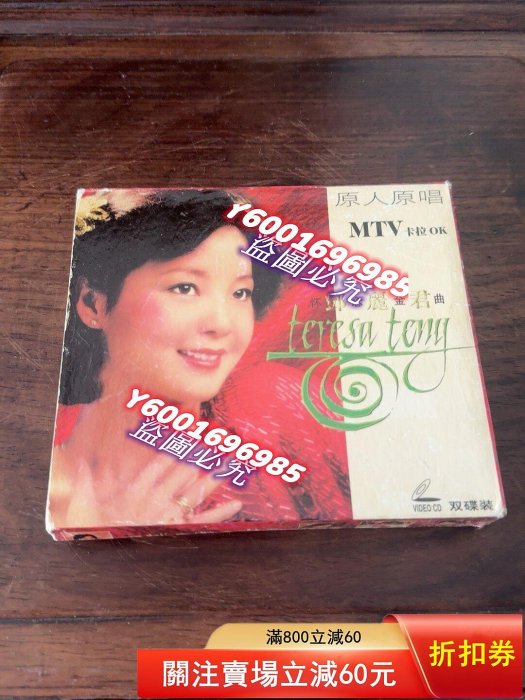 原人原唱
MTV卡拉OK
Y6001696985
盜圖必究
怀邓麗金君曲
teresa teng
Y6001696985
盜圖必究
VIDEO CD 双碟装
滿800立減60
關注賣場立減60元
折扣券